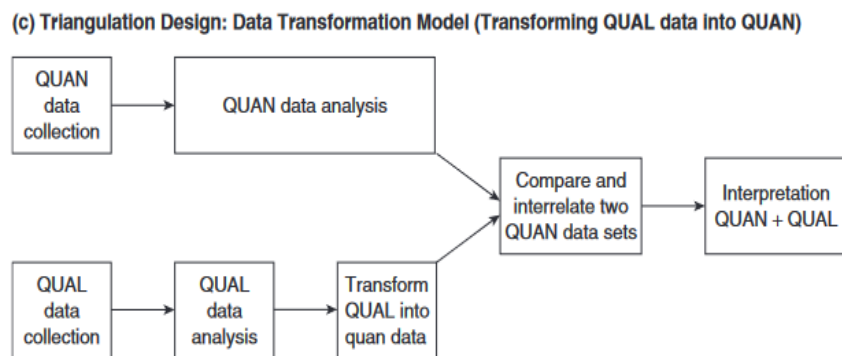 (c) Triangulation Design: Data Transformation Model (Transforming QUAL data into QUAN)
QUAN
data
collection
QUAN data analysis
Compare and
interrelate two
QUAN data sets
Interpretation
QUAN + QUAL
QUAL
data
collection
QUAL
data
analysis
Transform
QUAL into
quan data